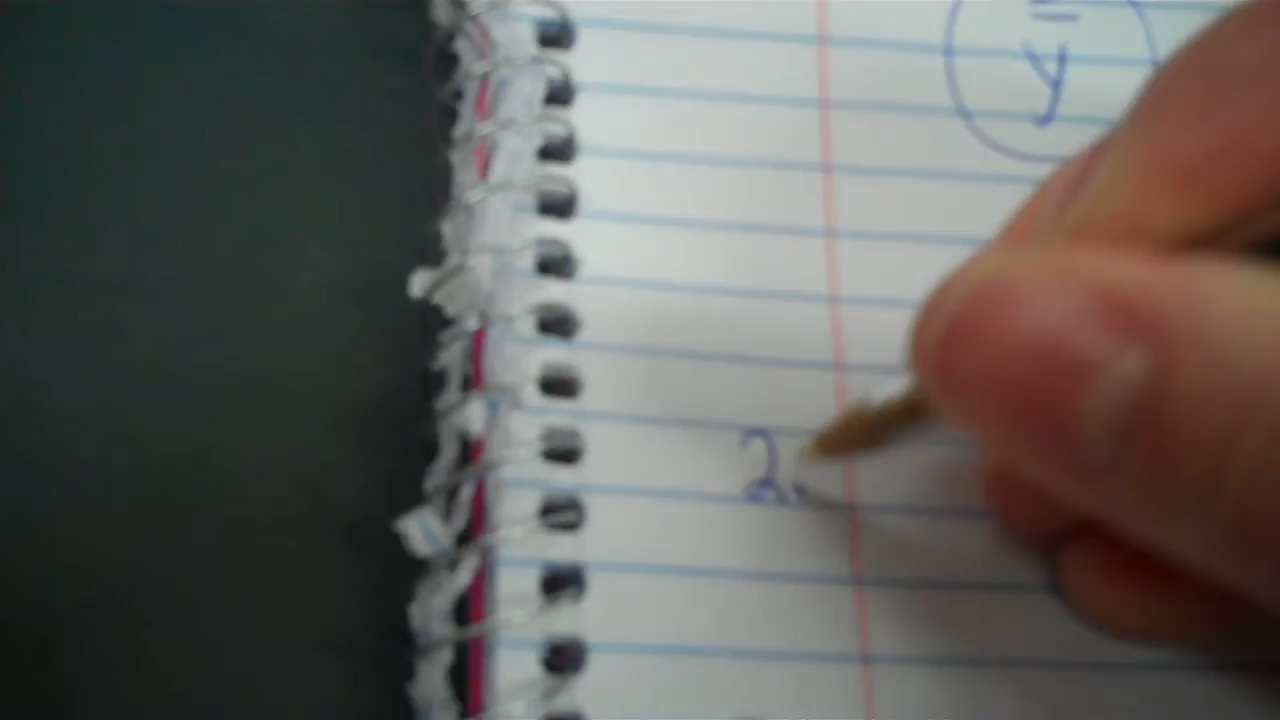 y =
2.